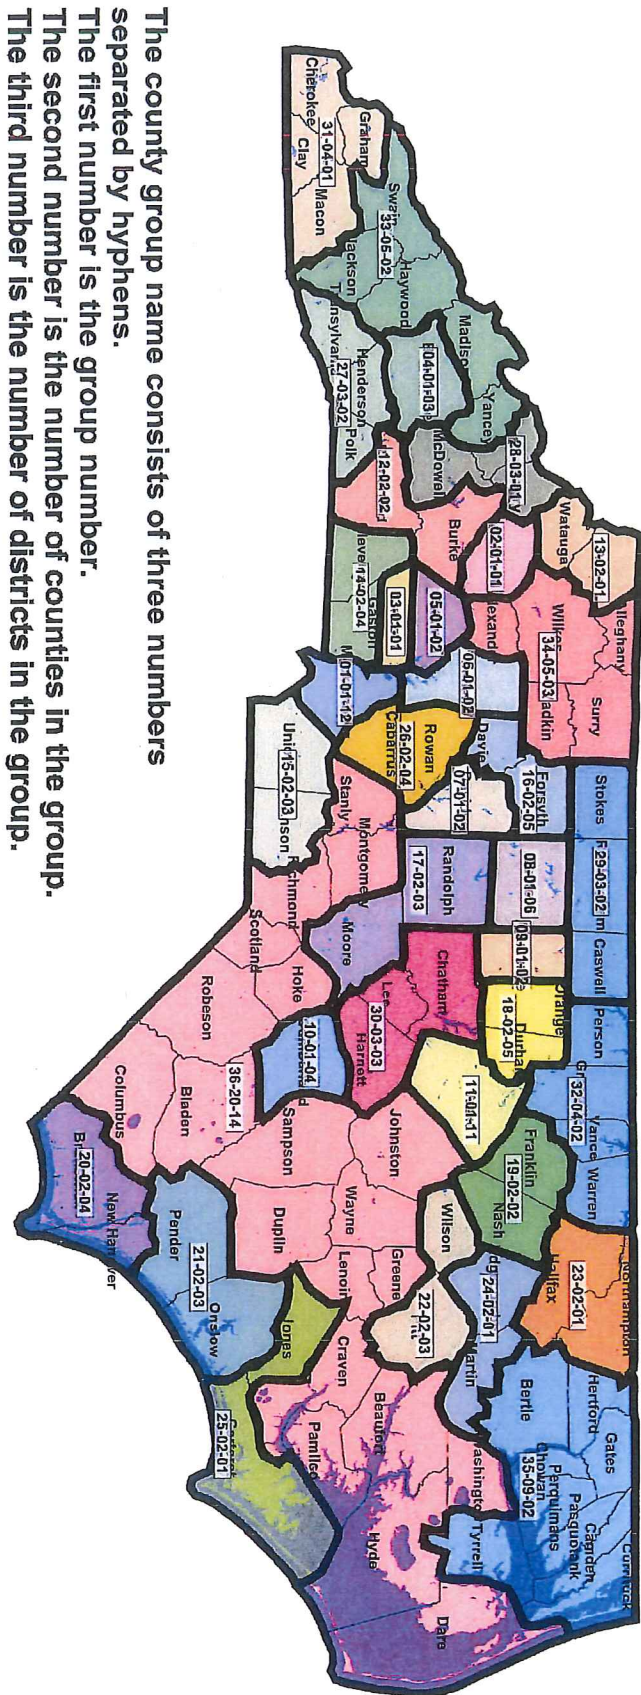 Cherokee
Graham
31-04-01
Clay
Macon
Swain
33-05-02
Jackson
Haywood
Madison
Yancey
04-01-03
Henderson
27-03-02
Polk
McDowell
28-03-01
12-02-02
Burke
02-01-01
Watauga
13-02-01
14-02-04
Gaston
03-01-01
05-01-02
34-05-03
Surry
06-01-02
01-01-12
Rowan
26-02-04
Cabarrus
Davie
07-01-02
Forsyth
16-02-05
15-02-03
Stanly
Montgomery
Stokes
29-03-02
Caswell
08-01-06
Randolph
17-02-03
Moore
Richmond
Scotland
Hoke
Robeson
09-01-02
Orange
18-02-05
Chatham
Lee
30-03-03
Harnett
10-01-04
Person
32-04-02
Vance
Warren
11-01-11
Franklin
19-02-02
Nash
Johnston
Sampson
36-20-14
Bladen
Columbus
20-02-04
New Hanover
Pender
21-02-03
Onslow
Duplin
Wayne
Wilson
Greene
Lenoir
Jones
Craven
22-02-03
24-02-01
Northampton
23-02-01
Halifax
Martin
Bertie
Hertford
Gates
Chowan
35-09-02
Perquimans
Pasquotank
Camden
Currituck
Washington
Tyrrell
Beaufort
Pamlico
25-02-01
Hyde
Dare
The county group name consists of three numbers
separated by hyphens.
The first number is the group number.
The second number is the number of counties in the group.
The third number is the number of districts in the group.